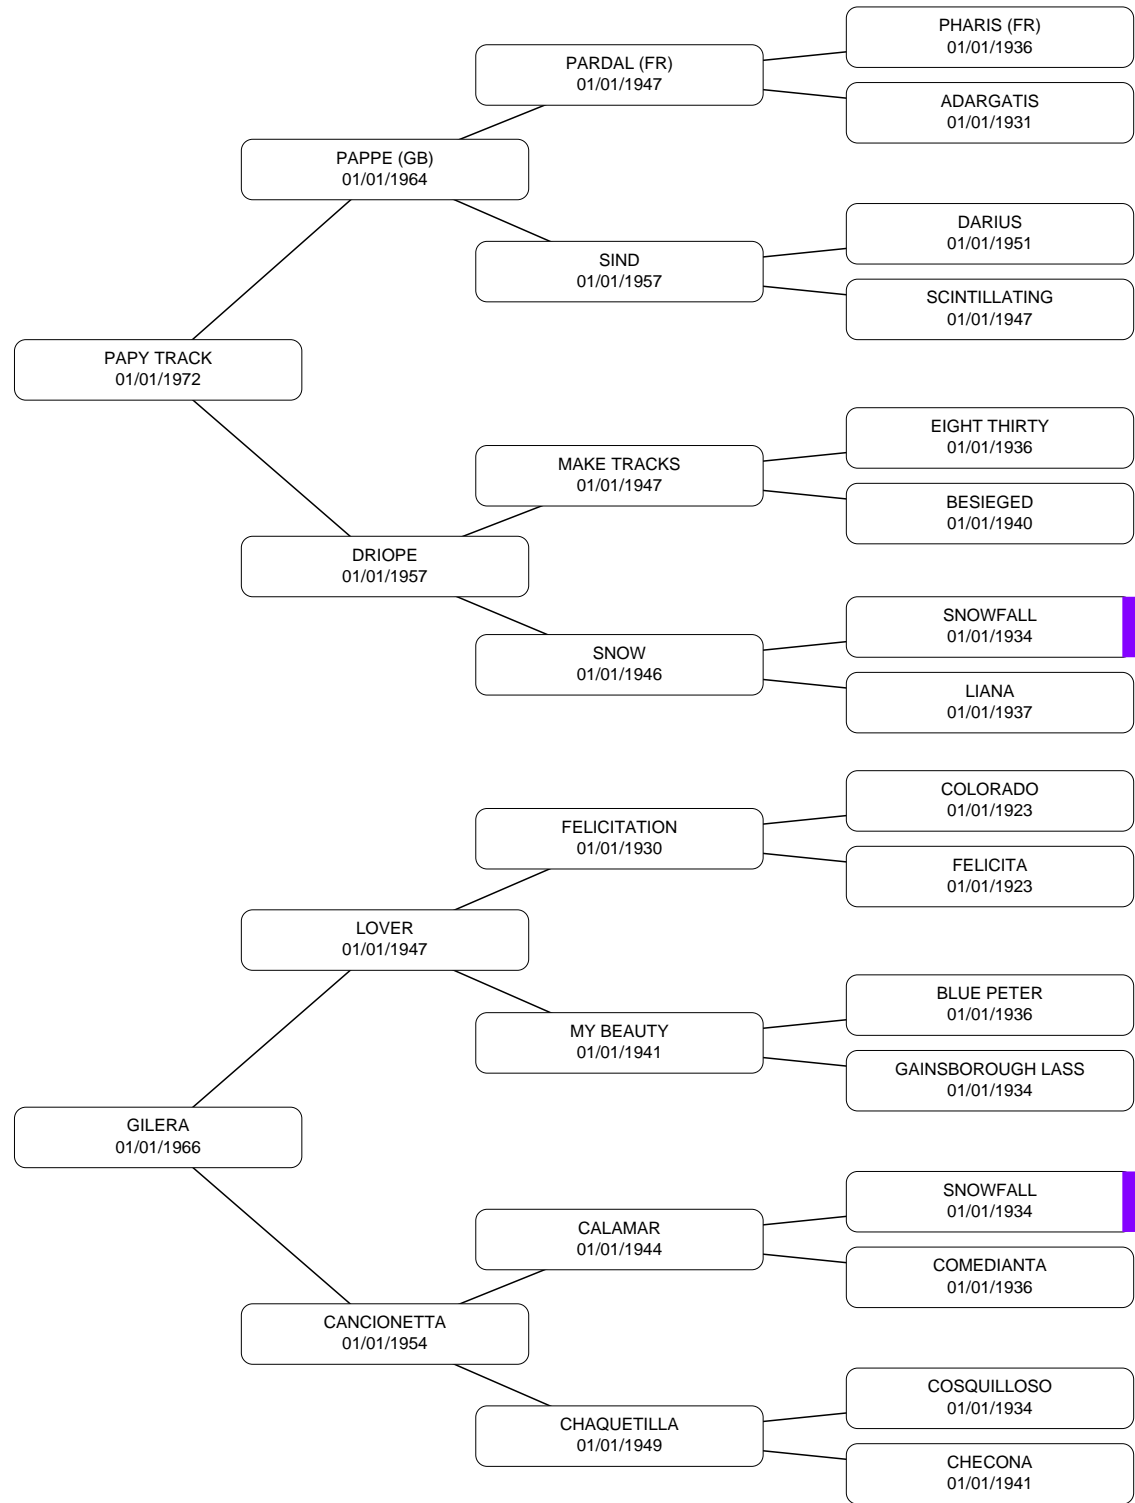 PHARIS (FR)
01/01/1936
PARDAL (FR)
01/01/1947
ADARGATIS
01/01/1931
PAPPE (GB)
01/01/1964
DARIUS
01/01/1951
SIND
01/01/1957
SCINTILLATING
01/01/1947
PAPY TRACK
01/01/1972
EIGHT THIRTY
01/01/1936
MAKE TRACKS
01/01/1947
BESIEGED
01/01/1940
DRIOPE
01/01/1957
SNOWFALL
01/01/1934
SNOW
01/01/1946
LIANA
01/01/1937
COLORADO
01/01/1923
FELICITATION
01/01/1930
FELICITA
01/01/1923
LOVER
01/01/1947
BLUE PETER
01/01/1936
MY BEAUTY
01/01/1941
GAINSBOROUGH LASS
01/01/1934
GILERA
01/01/1966
SNOWFALL
01/01/1934
CALAMAR
01/01/1944
COMEDIANTA
01/01/1936
CANCIONETTA
01/01/1954
COSQUILLOSO
01/01/1934
CHAQUETILLA
01/01/1949
CHECONA
01/01/1941